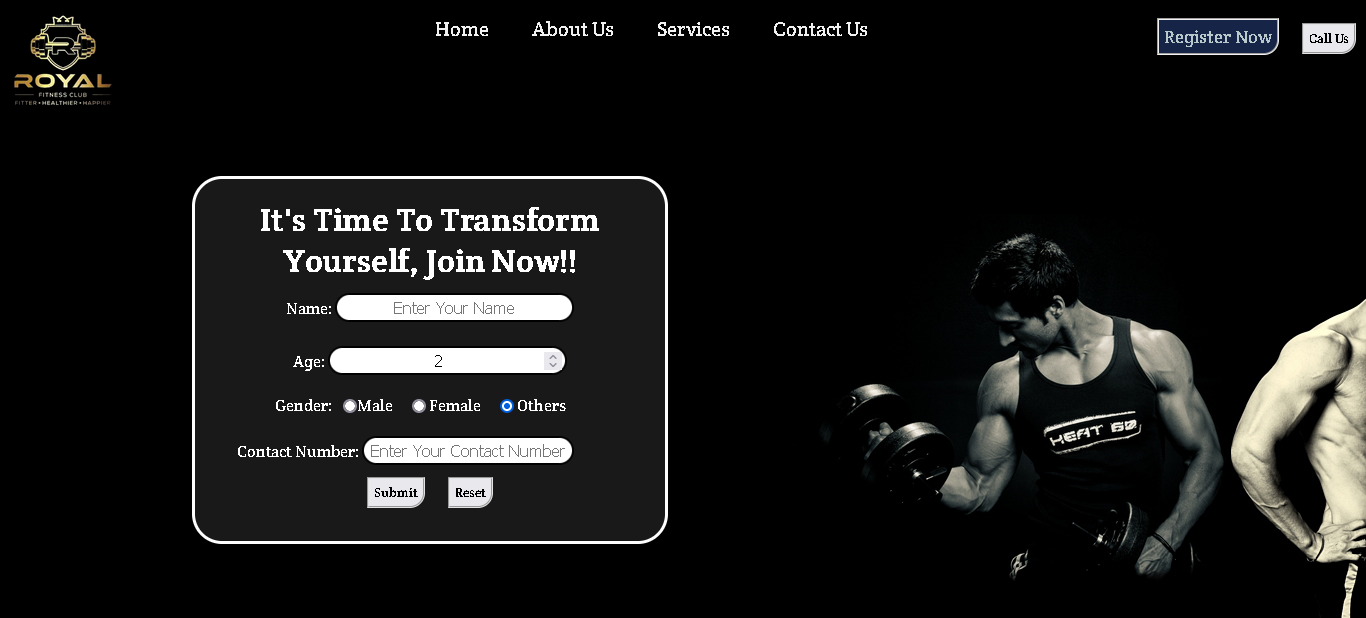 Home About Us Services Contact Us
Register Now
Call Us
R
ROYAL
FITNESS CLUB
FITTER • HEALTHIER • HAPPIER
It's Time To Transform
Yourself, Join Now!!
Name: Enter Your Name
Age: 2
Gender: Male Female Others
Contact Number: Enter Your Contact Number
Submit Reset
HEAT 60